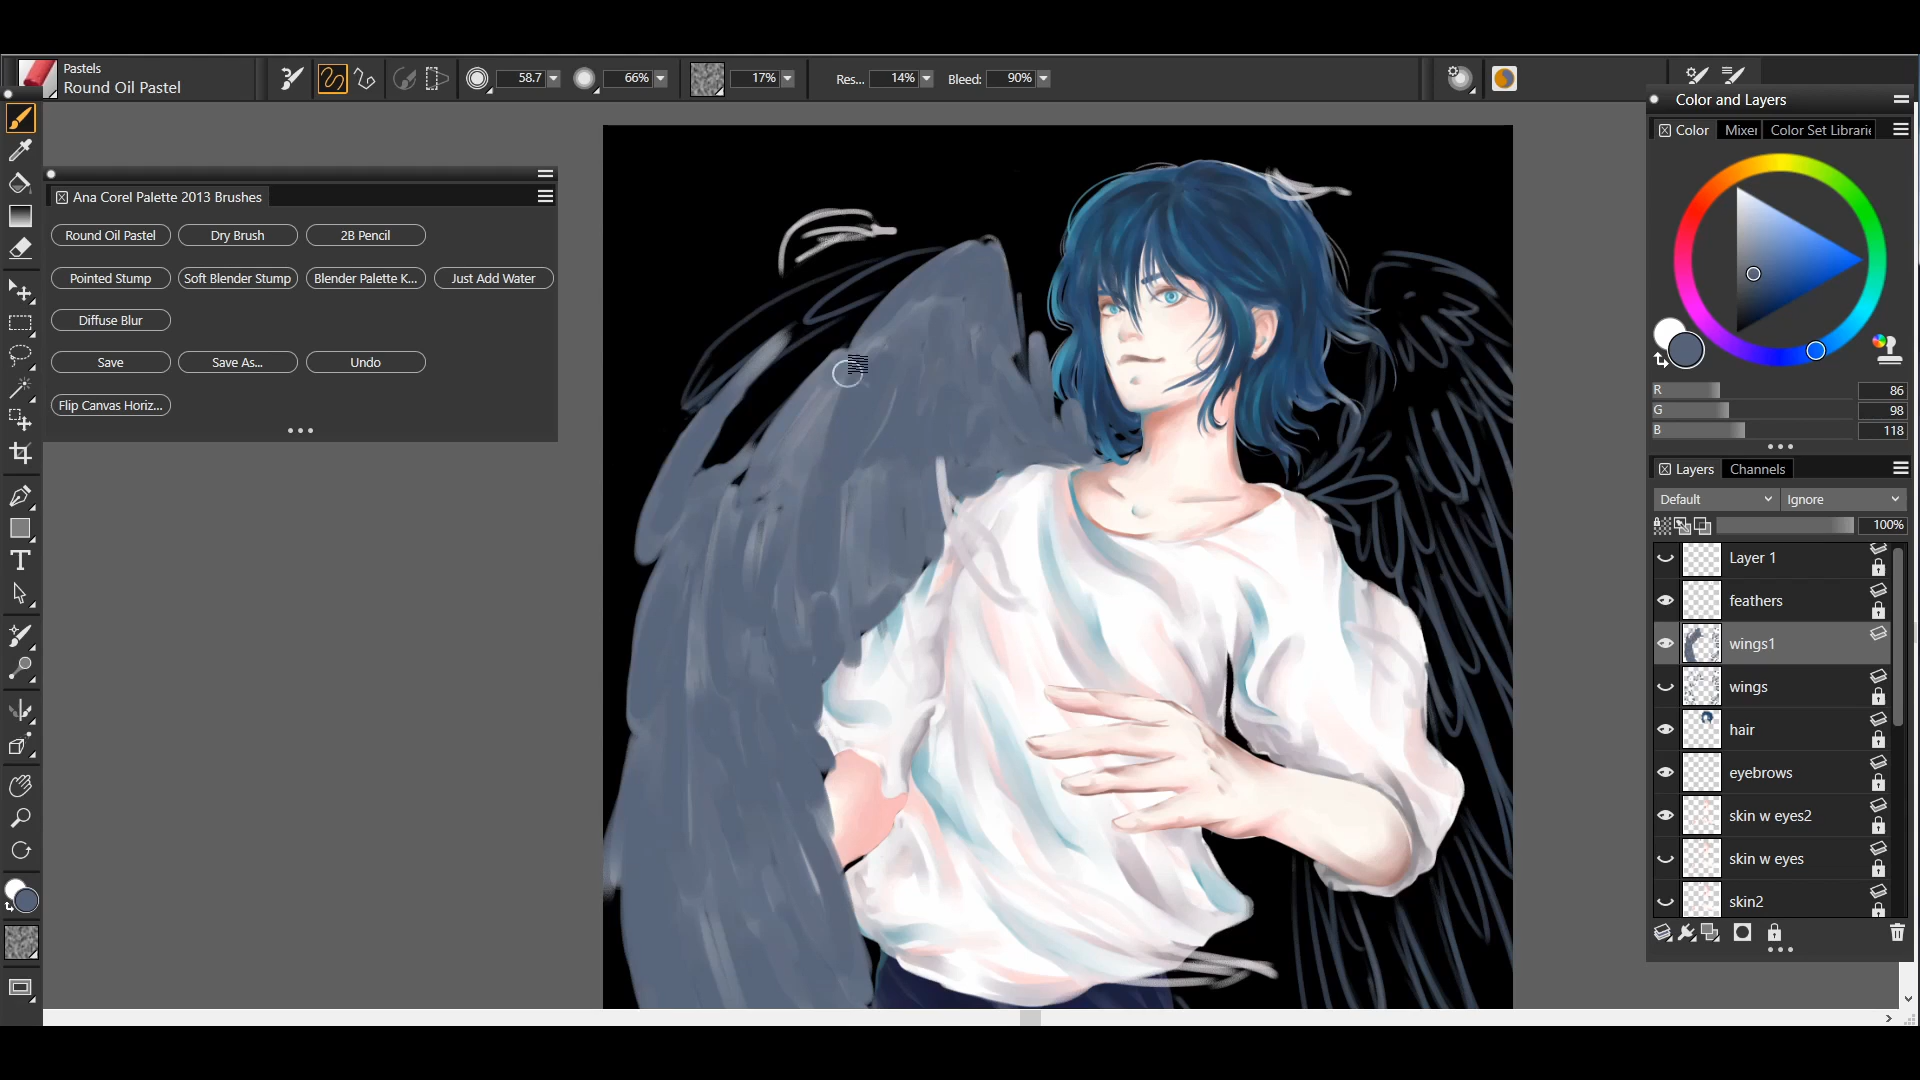 Pastels
Round Oil Pastel
58.7
66%
17%
Res...
14%
Bleed:
90%
Color and Layers
Color
Mixer
Color Set Librarie
Ana Corel Palette 2013 Brushes
Round Oil Pastel
Dry Brush
2B Pencil
Pointed Stump
Soft Blender Stump
Blender Palette K...
Just Add Water
Diffuse Blur
Save
Save As...
Undo
Flip Canvas Horiz...
R
86
G
98
B
118
Layers
Channels
Default
Ignore
100%
Layer 1
feathers
wings1
wings
hair
eyebrows
skin w eyes2
skin w eyes
skin2